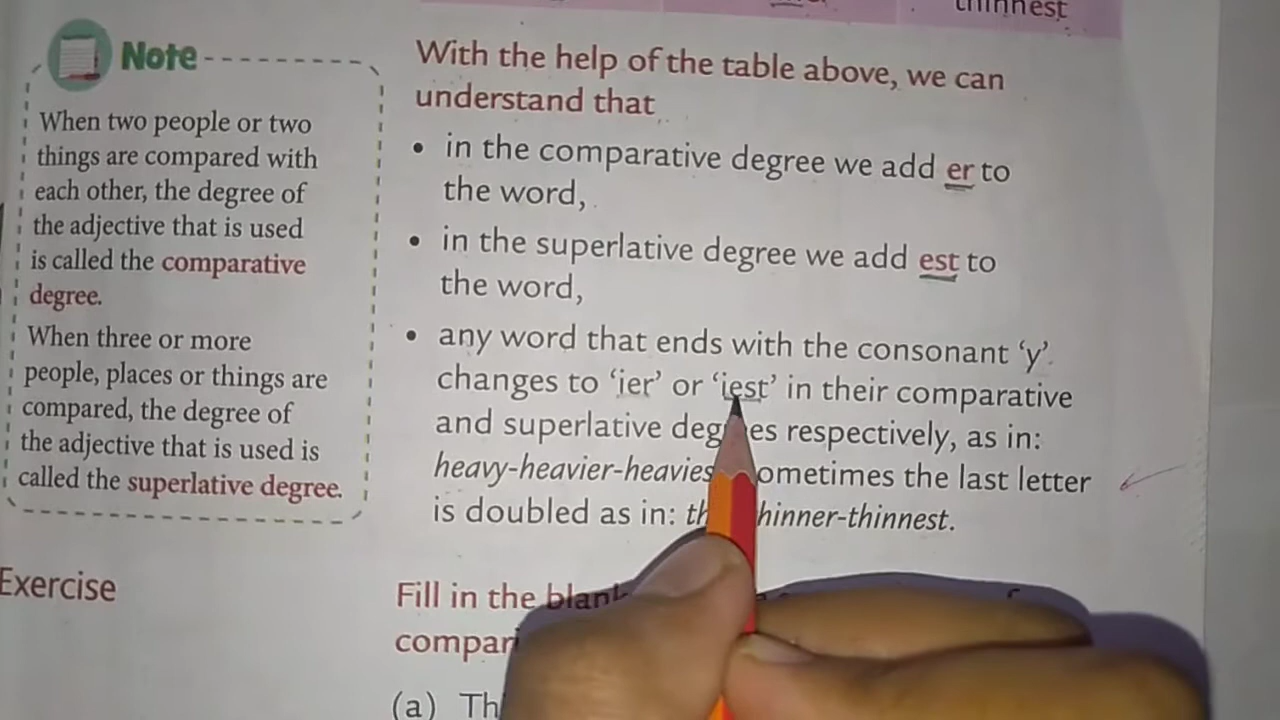 thinnest
Note
When two people or two
things are compared with
each other, the degree of
the adjective that is used
is called the comparative
degree.
When three or more
people, places or things are
compared, the degree of
the adjective that is used is
called the superlative degree.
With the help of the table above, we can
understand that
• in the comparative degree we add er to
the word,
• in the superlative degree we add est to
the word,
• any word that ends with the consonant ‘y’
changes to ‘ier’ or ‘iest’ in their comparative
and superlative degrees respectively, as in:
heavy-heavier-heaviest. Sometimes the last letter
is doubled as in: thin-thinner-thinnest.
Exercise
Fill in the blank
compari
(a) Th